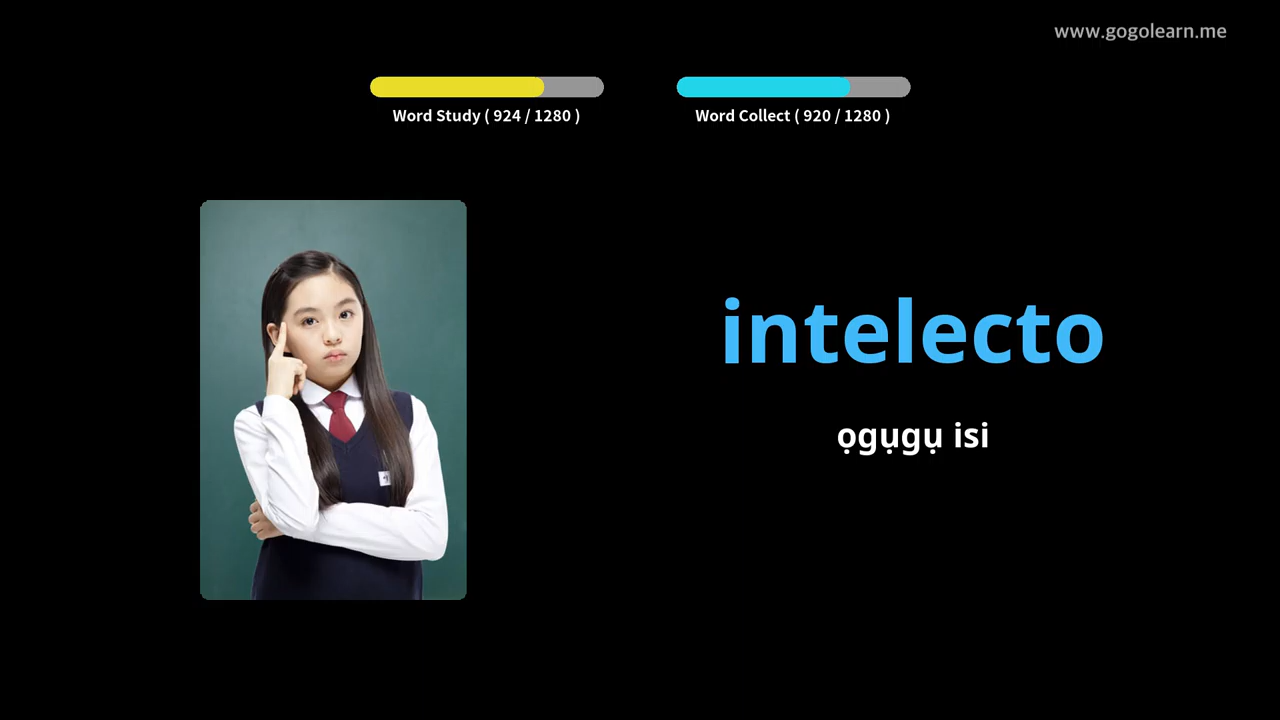 www.gogolearn.me
Word Study ( 924 / 1280 )
Word Collect ( 920 / 1280 )
intelecto
ọgụgụ isi